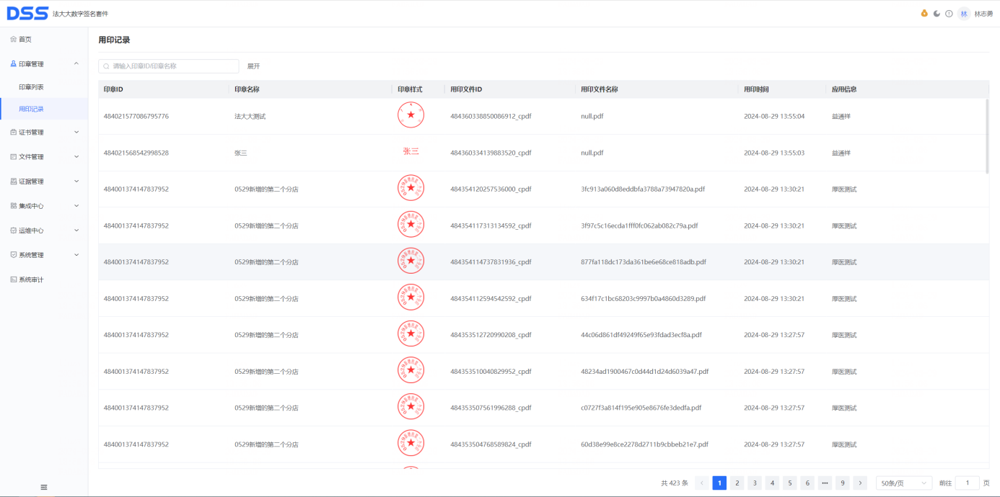 DSS 法大大数字签名套件
林 林志勇
首页
印章管理
印章列表
用印记录
证书管理
文件管理
证据管理
集成中心
运维中心
系统管理
系统审计
用印记录
请输入印章ID/印章名称 展开
印章ID 印章名称 印章样式 用印文件ID 用印文件名称 用印时间 应用信息
484021577086795776 法大大测试 484360338850086912_cpdf null.pdf 2024-08-29 13:55:04 益通祥
484021568542998528 张三 张三 484360334139883520_cpdf null.pdf 2024-08-29 13:55:03 益通祥
484001374147837952 0529新增的第二个分店 484354120257536000_cpdf 3fc913a060d8eddbfa3788a73947820a.pdf 2024-08-29 13:30:21 厚医测试
484001374147837952 0529新增的第二个分店 484354117313134592_cpdf 3f97c5c16ecda1fff0fc062ab082c79a.pdf 2024-08-29 13:30:21 厚医测试
484001374147837952 0529新增的第二个分店 484354114737831936_cpdf 877fa118dc173da361be6e68ce818adb.pdf 2024-08-29 13:30:21 厚医测试
484001374147837952 0529新增的第二个分店 484354112594542592_cpdf 634f17c1bc68203c9997b0a4860d3289.pdf 2024-08-29 13:30:21 厚医测试
484001374147837952 0529新增的第二个分店 484353512720990208_cpdf 44c06d861df49249f65e93fdad3ecf8a.pdf 2024-08-29 13:27:57 厚医测试
484001374147837952 0529新增的第二个分店 484353510040829952_cpdf 48234ad1900467c0d44d1d24d6039a47.pdf 2024-08-29 13:27:57 厚医测试
484001374147837952 0529新增的第二个分店 484353507561996288_cpdf c0727f3a814f195e905e8676fe3dedfa.pdf 2024-08-29 13:27:57 厚医测试
484001374147837952 0529新增的第二个分店 484353504768589824_cpdf 60d38e99e8ce2278d2711b9cbbeb21e7.pdf 2024-08-29 13:27:57 厚医测试
共 423 条 1 2 3 4 5 6 ••• 9 50条/页 前往 1 页